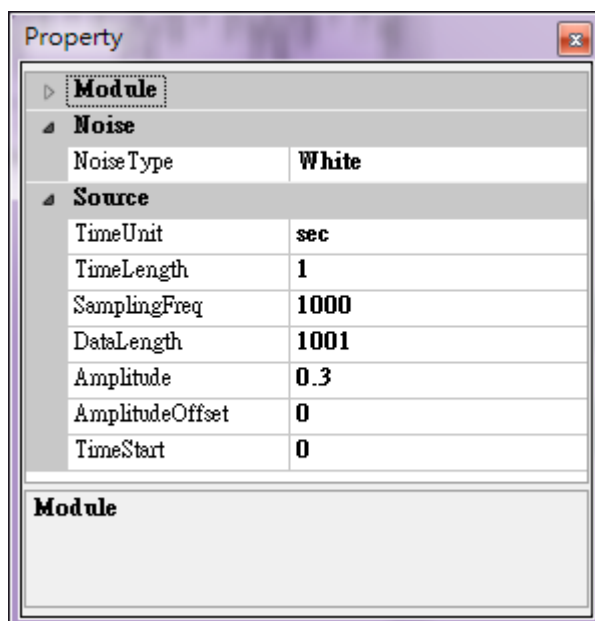 Property
Module
Noise
NoiseType White
Source
TimeUnit sec
TimeLength 1
SamplingFreq 1000
DataLength 1001
Amplitude 0.3
AmplitudeOffset 0
TimeStart 0
Module